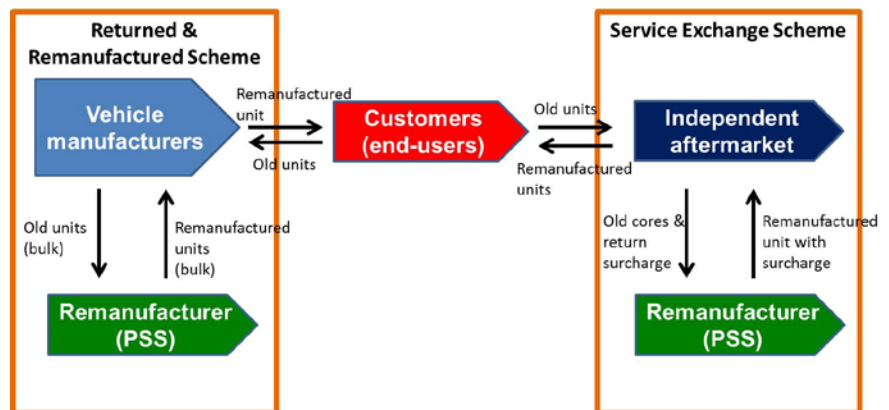 Returned &
Remanufactured Scheme
Service Exchange Scheme
Vehicle
manufacturers
Remanufactured
unit
Old units
Customers
(end-users)
Old units
Remanufactured
units
Independent
aftermarket
Old units
(bulk)
Remanufactured
units
(bulk)
Old cores &
return
surcharge
Remanufactured
unit with
surcharge
Remanufacturer
(PSS)
Remanufacturer
(PSS)